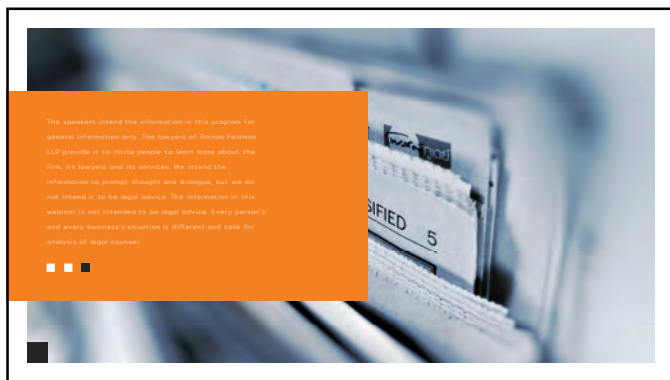 The speakers intend the information in this program for
general information only. The lawyers of Raines Feldman
LLP provide it to invite people to learn more about the
firm, its lawyers and its services. We intend the
information to prompt thought and dialogue, but we do
not intend it to be legal advice. The information in this
webinar is not intended to be legal advice. Every person's
and every business's situation is different and calls for
analysis of legal counsel.
SIFIED 5